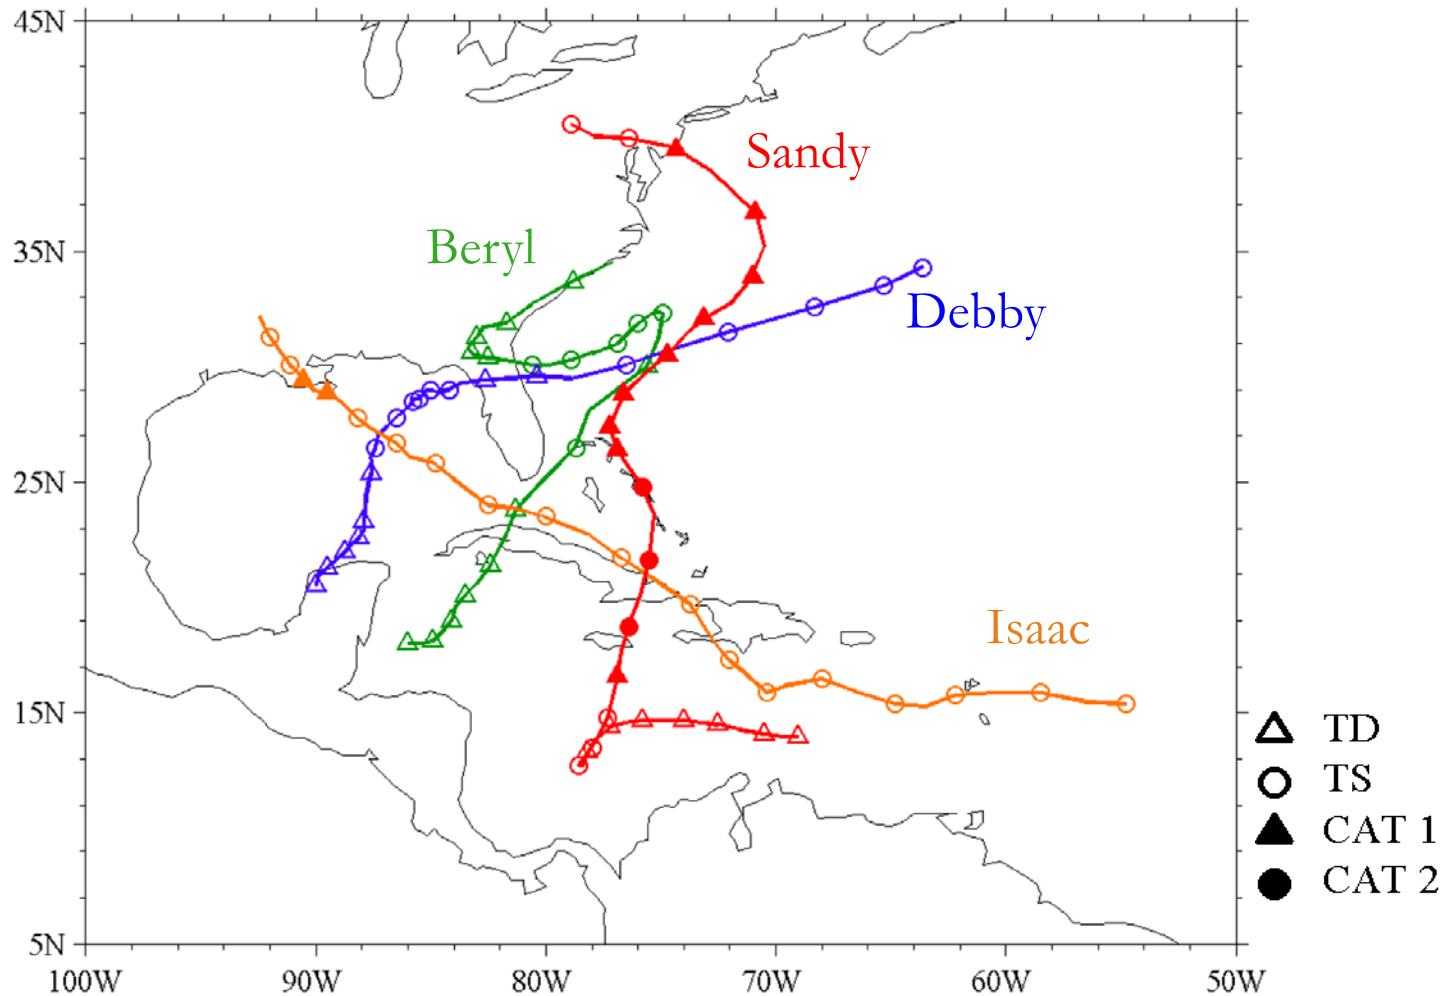 45N
Sandy
Beryl
35N
Debby
25N
Isaac
15N
TD
TS
CAT 1
CAT 2
5N
100W 90W 80W 70W 60W 50W